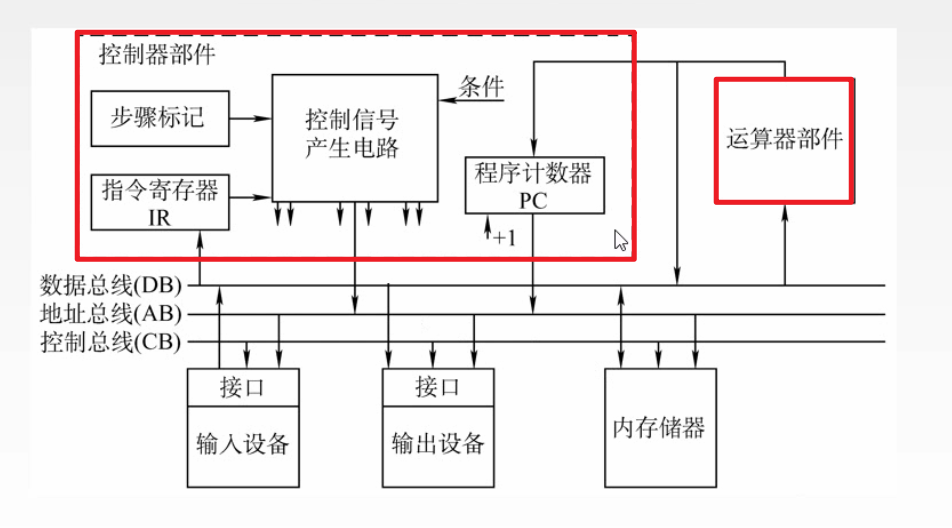 控制器部件
步骤标记
控制信号
产生电路
条件
运算器部件
指令寄存器
IR
程序计数器
PC
+1
数据总线(DB)
地址总线(AB)
控制总线(CB)
接口
接口
输入设备
输出设备
内存储器